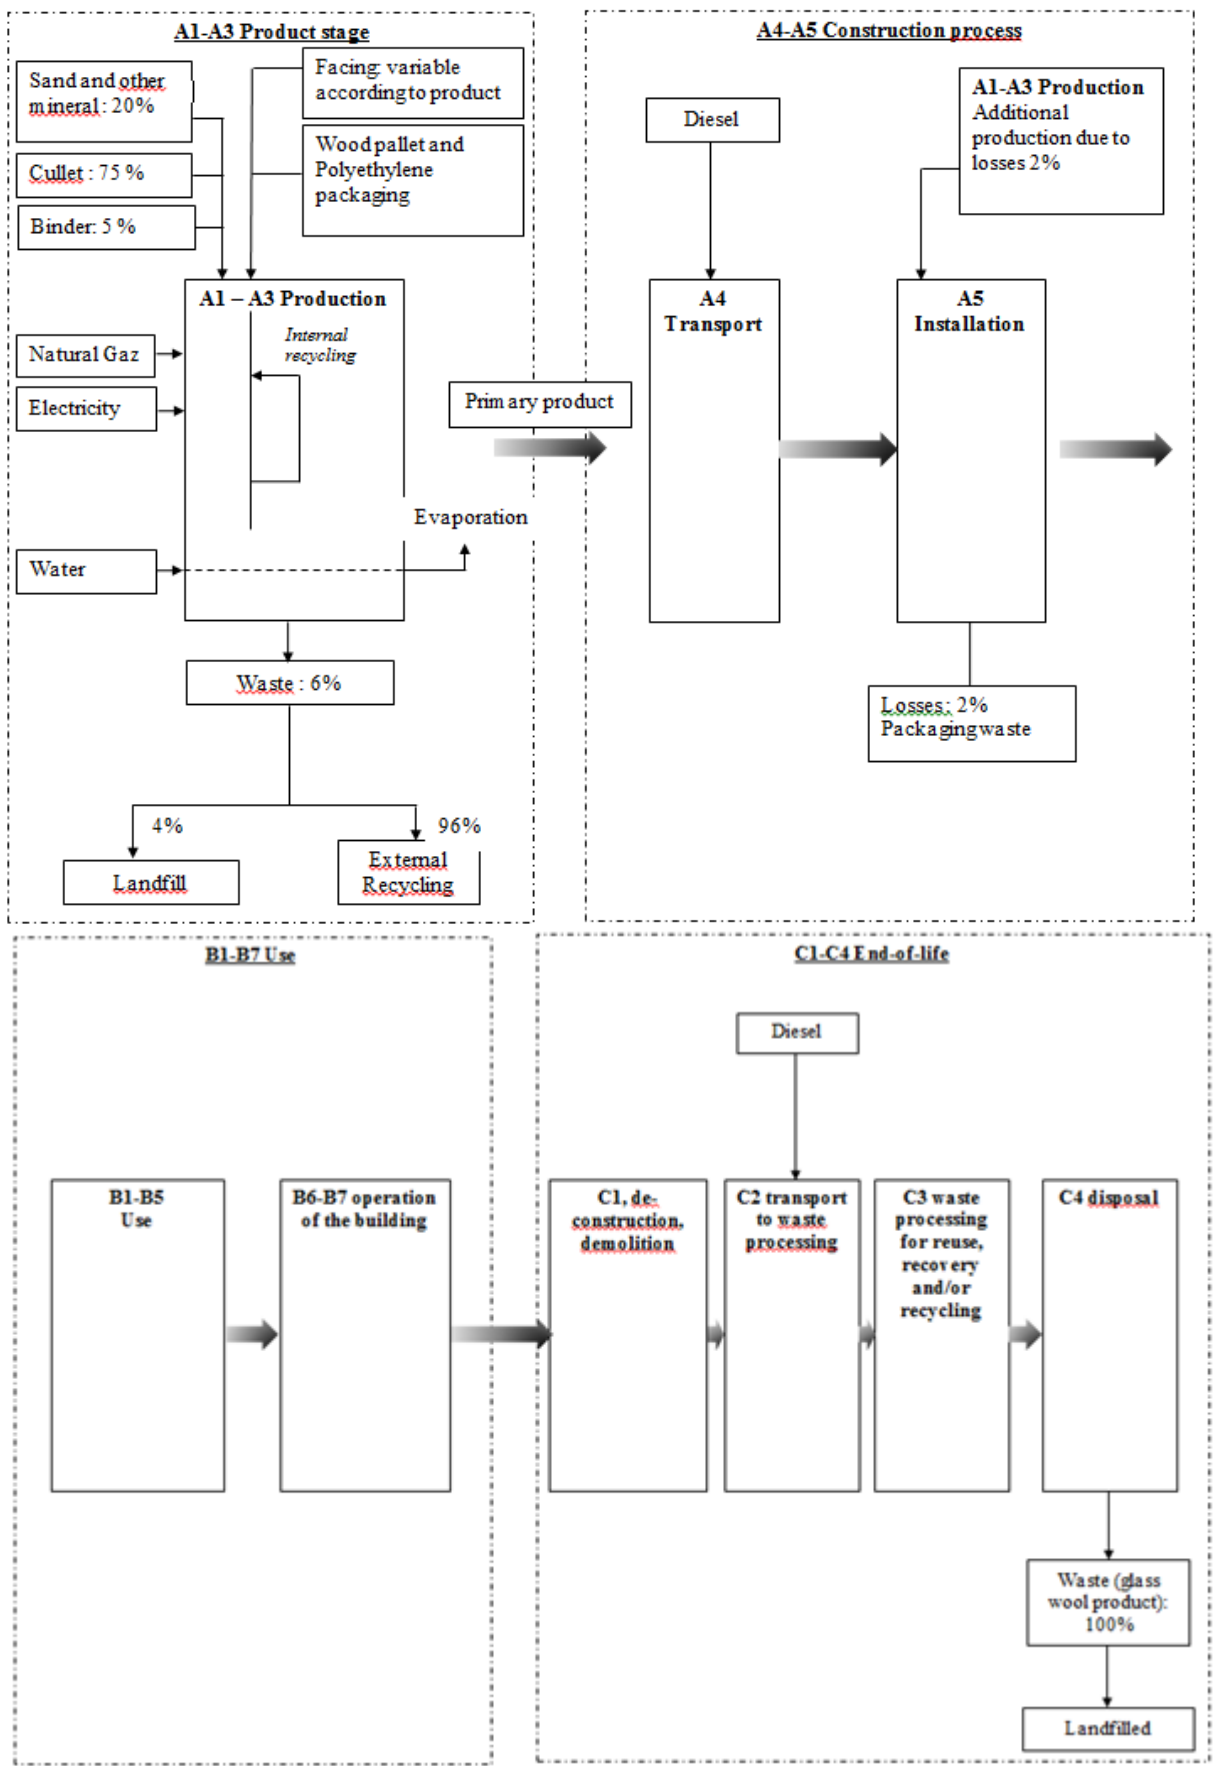 A1-A3 Product stage
Sand and other
mineral : 20%
Cullet : 75 %
Binder: 5 %
Facing: variable
according to product
Wood pallet and
Polyethylene
packaging
A1 – A3 Production
Internal
recycling
Natural Gaz
Electricity
Water
Evaporation
Primary product
Waste : 6%
4%
96%
Landfill
External
Recycling
A4-A5 Construction process
Diesel
A1-A3 Production
Additional
production due to
losses 2%
A4
Transport
A5
Installation
Losses: 2%
Packaging waste
B1-B7 Use
B1-B5
Use
B6-B7 operation
of the building
C1-C4 End-of-life
Diesel
C1, de-
construction,
demolition
C2 transport
to waste
processing
C3 waste
processing
for reuse,
recovery
and/or
recycling
C4 disposal
Waste (glass
wool product):
100%
Landfilled